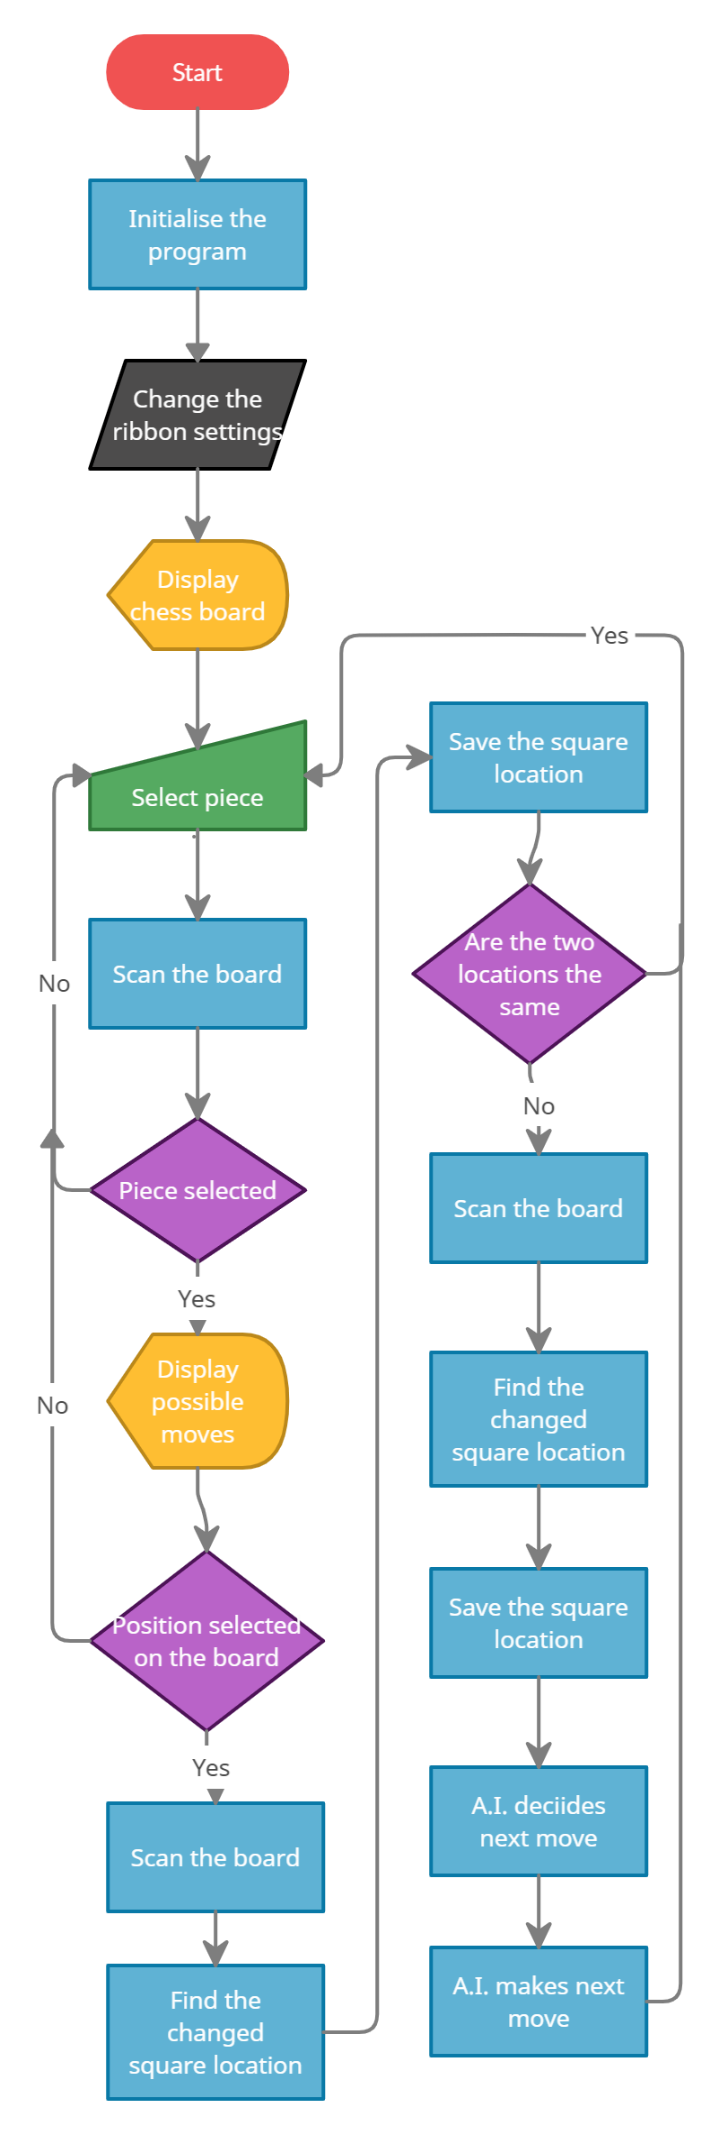 Start
Initialise the
program
Change the
ribbon settings
Display
chess board
Select piece
Scan the board
No
Piece selected
Yes
Display
possible
moves
No
Position selected
on the board
Yes
Scan the board
Find the
changed
square location
Yes
Save the square
location
Are the two
locations the
same
No
Scan the board
Find the
changed
square location
Save the square
location
A.I. deciides
next move
A.I. makes next
move